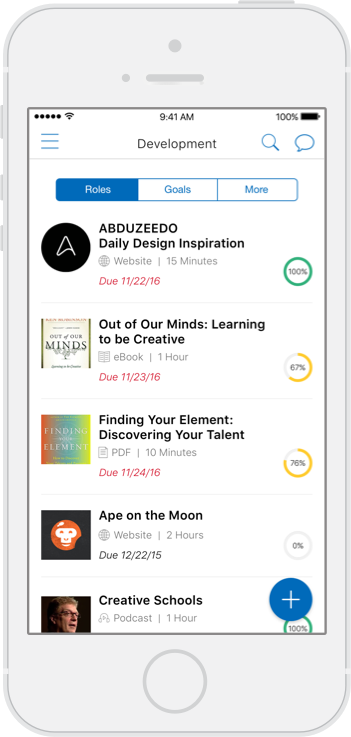 9:41 AM 100%
Development
Roles Goals More
ABDUZEEDO
Daily Design Inspiration
Website | 15 Minutes
Due 11/22/16
100%
KEN ROBINSON
OUT OF OUR
MINDS
Out of Our Minds: Learning
to be Creative
eBook | 1 Hour
Due 11/23/16
67%
FINDING
YOUR
ELEMENT
Finding Your Element:
Discovering Your Talent
PDF | 10 Minutes
Due 11/24/16
76%
Ape on the Moon
Website | 2 Hours
Due 12/22/15
0%
Creative Schools
Podcast | 1 Hour
100%